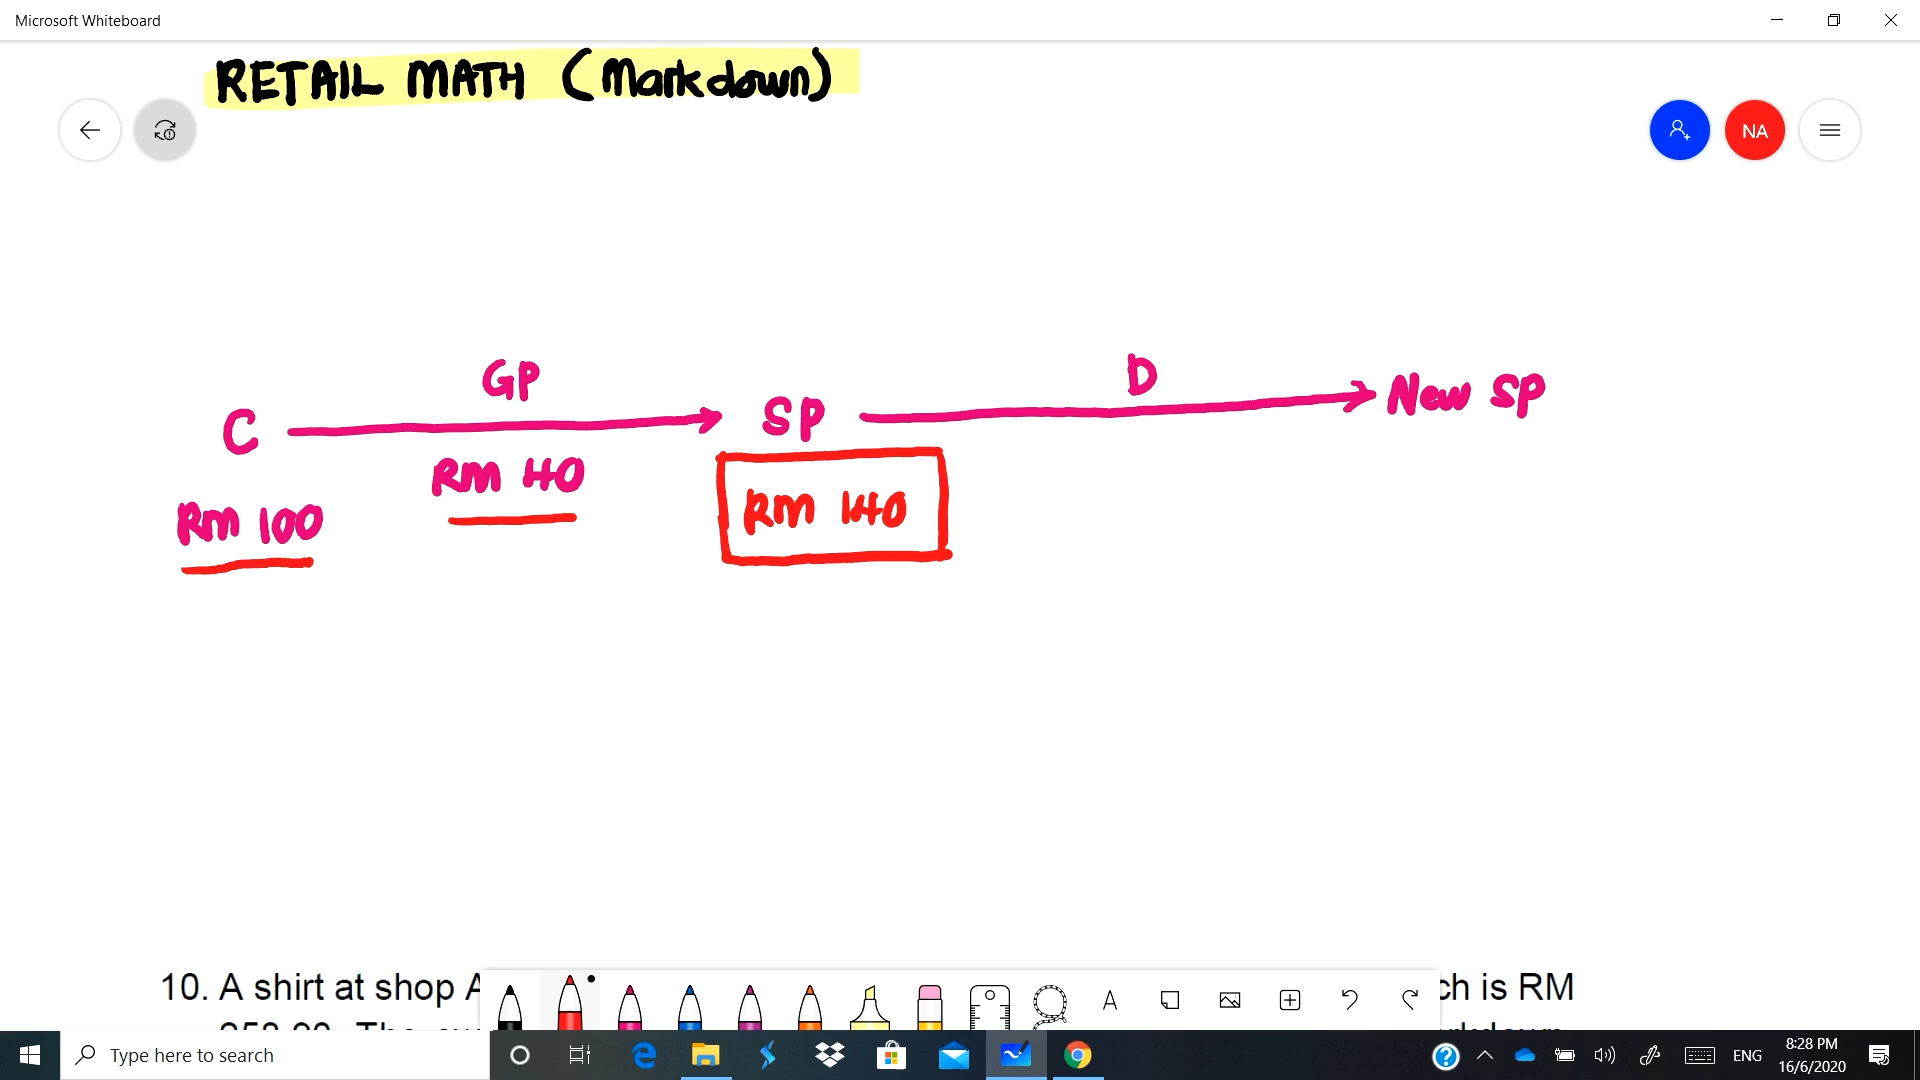 Microsoft Whiteboard
RETAIL MATH (Markdown)
NA
GP
D
C
SP
New SP
RM 40
RM 140
RM 100
10. A shirt at shop A
ch is RM
A
Type here to search
ENG
8:28 PM
16/6/2020